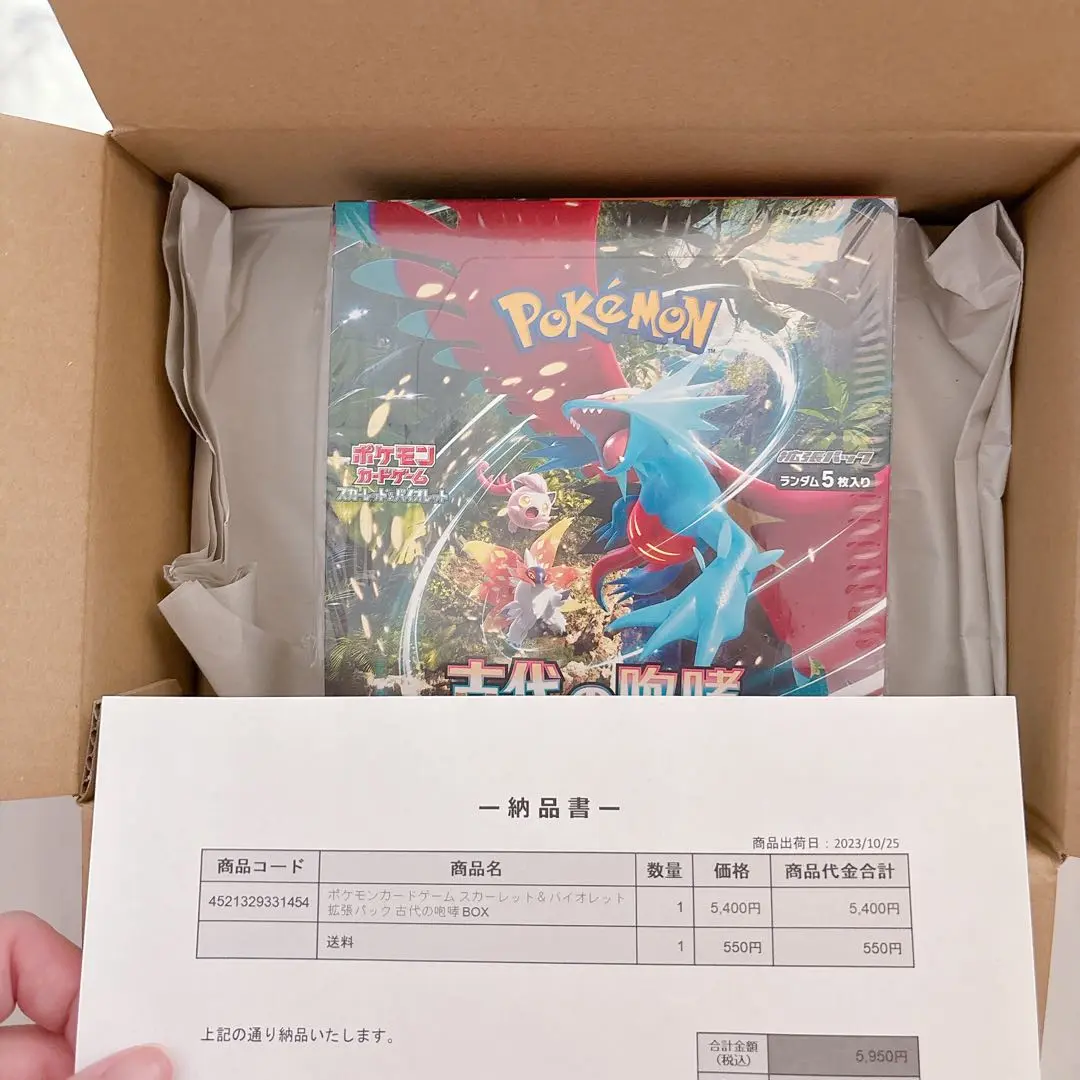 POKÉMON
TM
ポケモン
カードゲーム
スカーレット&バイオレット
拡張パック
ランダム5枚入り
古代の咆哮
ー納品書ー
商品出荷日：2023/10/25
商品コード 商品名 数量 価格 商品代金合計
4521329331454 ポケモンカードゲーム スカーレット＆バイオレット
拡張パック 古代の咆哮 BOX 1 5,400円 5,400円
送料 1 550円 550円
上記の通り納品いたします。
合計金額
(税込) 5,950円